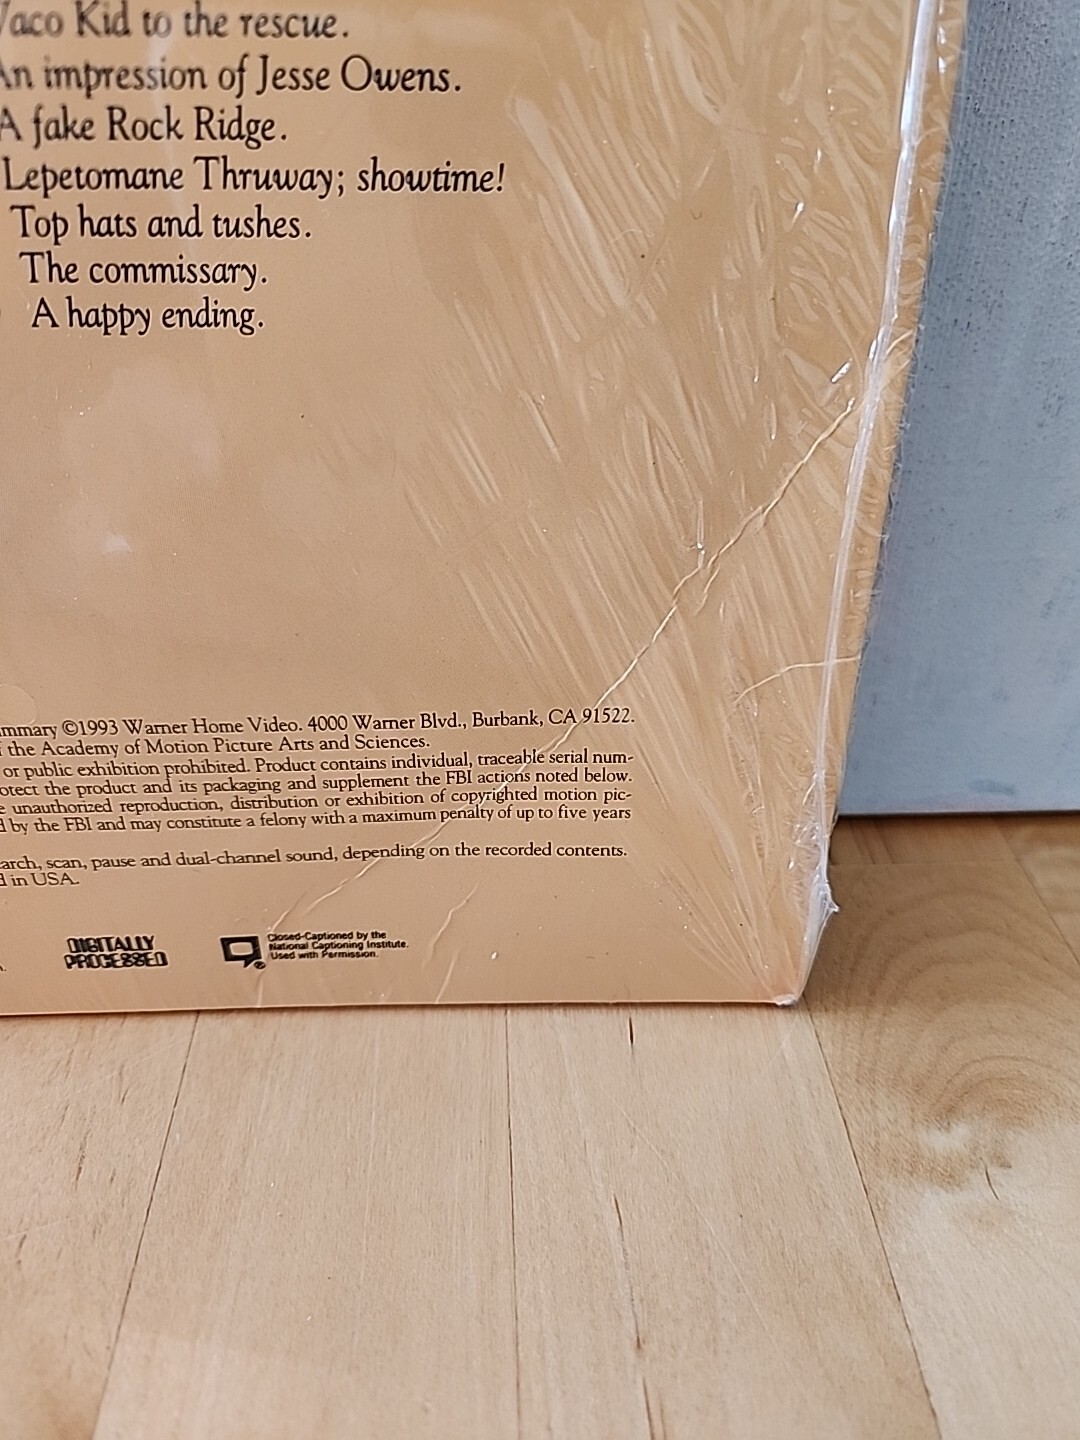 Waco Kid to the rescue.
An impression of Jesse Owens.
A fake Rock Ridge.
Lepetomane Thruway; showtime!
Top hats and tushes.
The commissary.
A happy ending.
mmary ©1993 Warner Home Video. 4000 Warner Blvd., Burbank, CA 91522.
f the Academy of Motion Picture Arts and Sciences.
or public exhibition prohibited. Product contains individual, traceable serial num-
otect the product and its packaging and supplement the FBI actions noted below.
e unauthorized reproduction, distribution or exhibition of copyrighted motion pic-
d by the FBI and may constitute a felony with a maximum penalty of up to five years
arch, scan, pause and dual-channel sound, depending on the recorded contents.
d in USA.
DIGITALLY
PROCESSED
Closed-Captioned by the
National Captioning Institute.
Used with Permission.